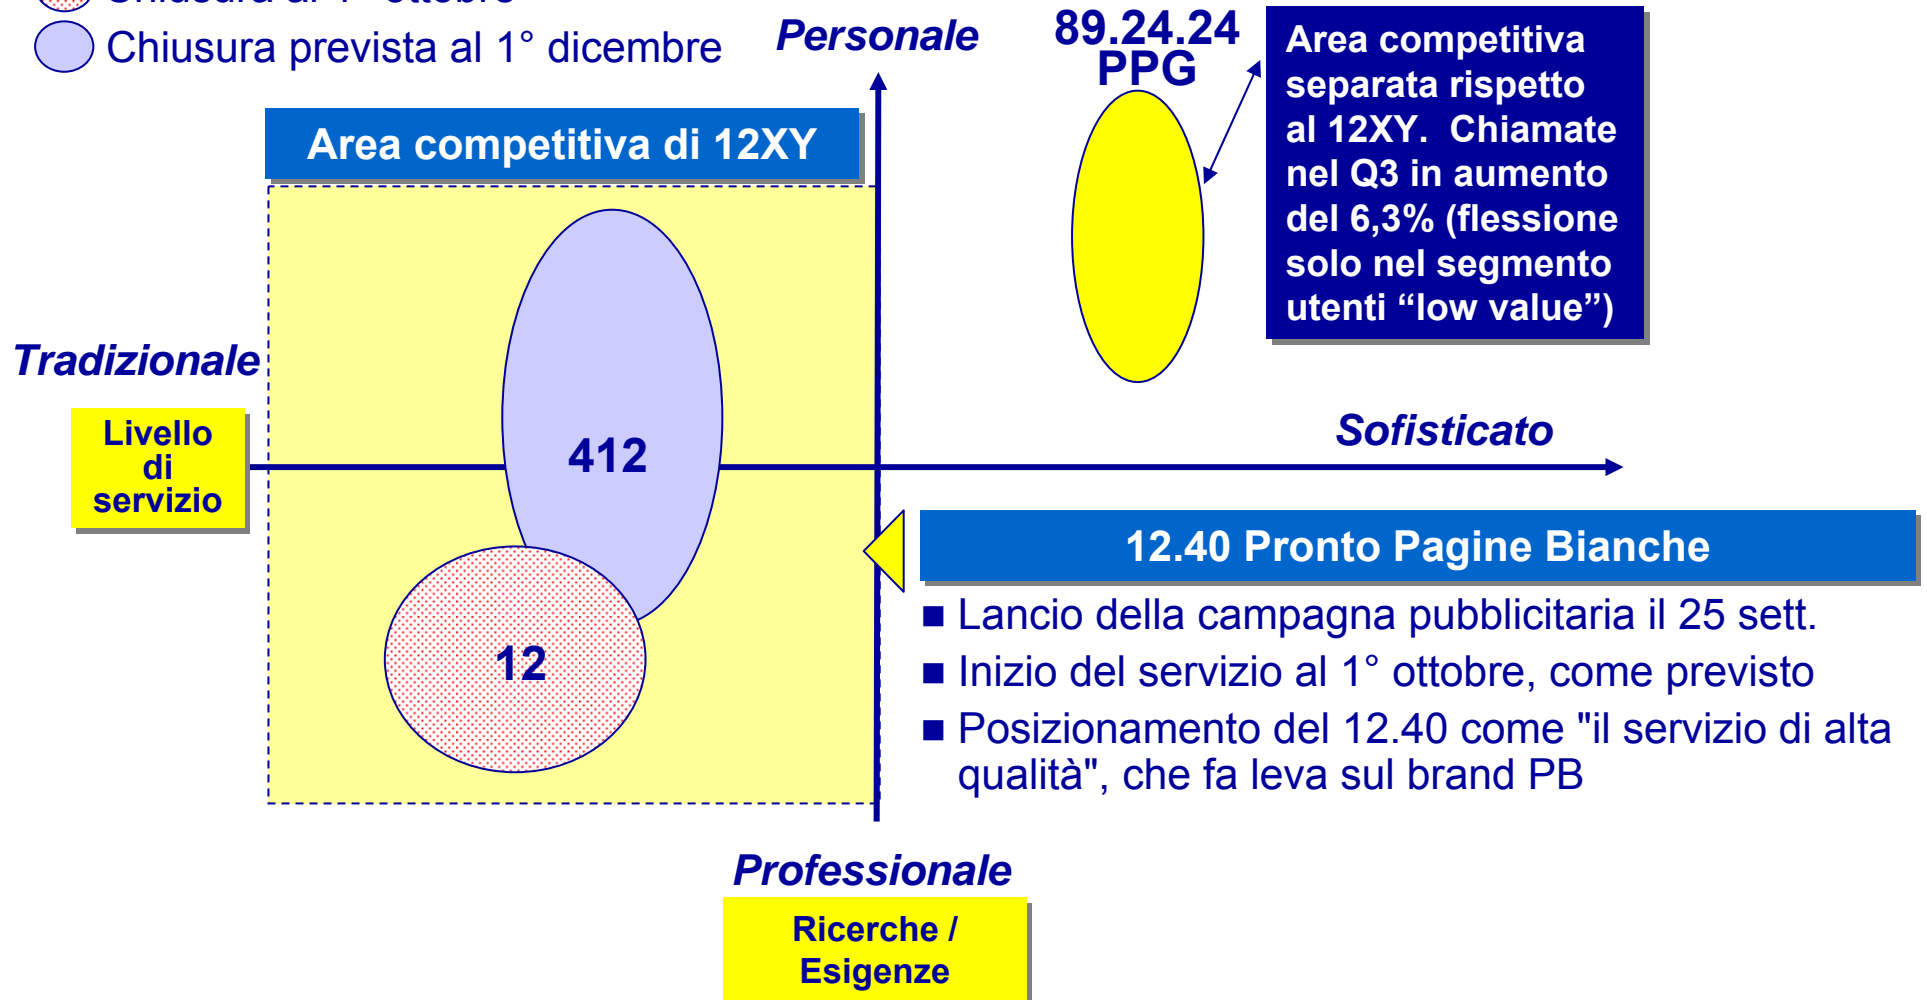 Chiusura al 1° ottobre
Chiusura prevista al 1° dicembre
Personale
89.24.24
PPG
Area competitiva
separata rispetto
al 12XY.  Chiamate
nel Q3 in aumento
del 6,3% (flessione
solo nel segmento
utenti “low value”)
Area competitiva di 12XY
Tradizionale
Livello
di
servizio
412
Sofisticato
12
12.40 Pronto Pagine Bianche
Lancio della campagna pubblicitaria il 25 sett.
Inizio del servizio al 1° ottobre, come previsto
Posizionamento del 12.40 come "il servizio di alta
qualità", che fa leva sul brand PB
Professionale
Ricerche /
Esigenze